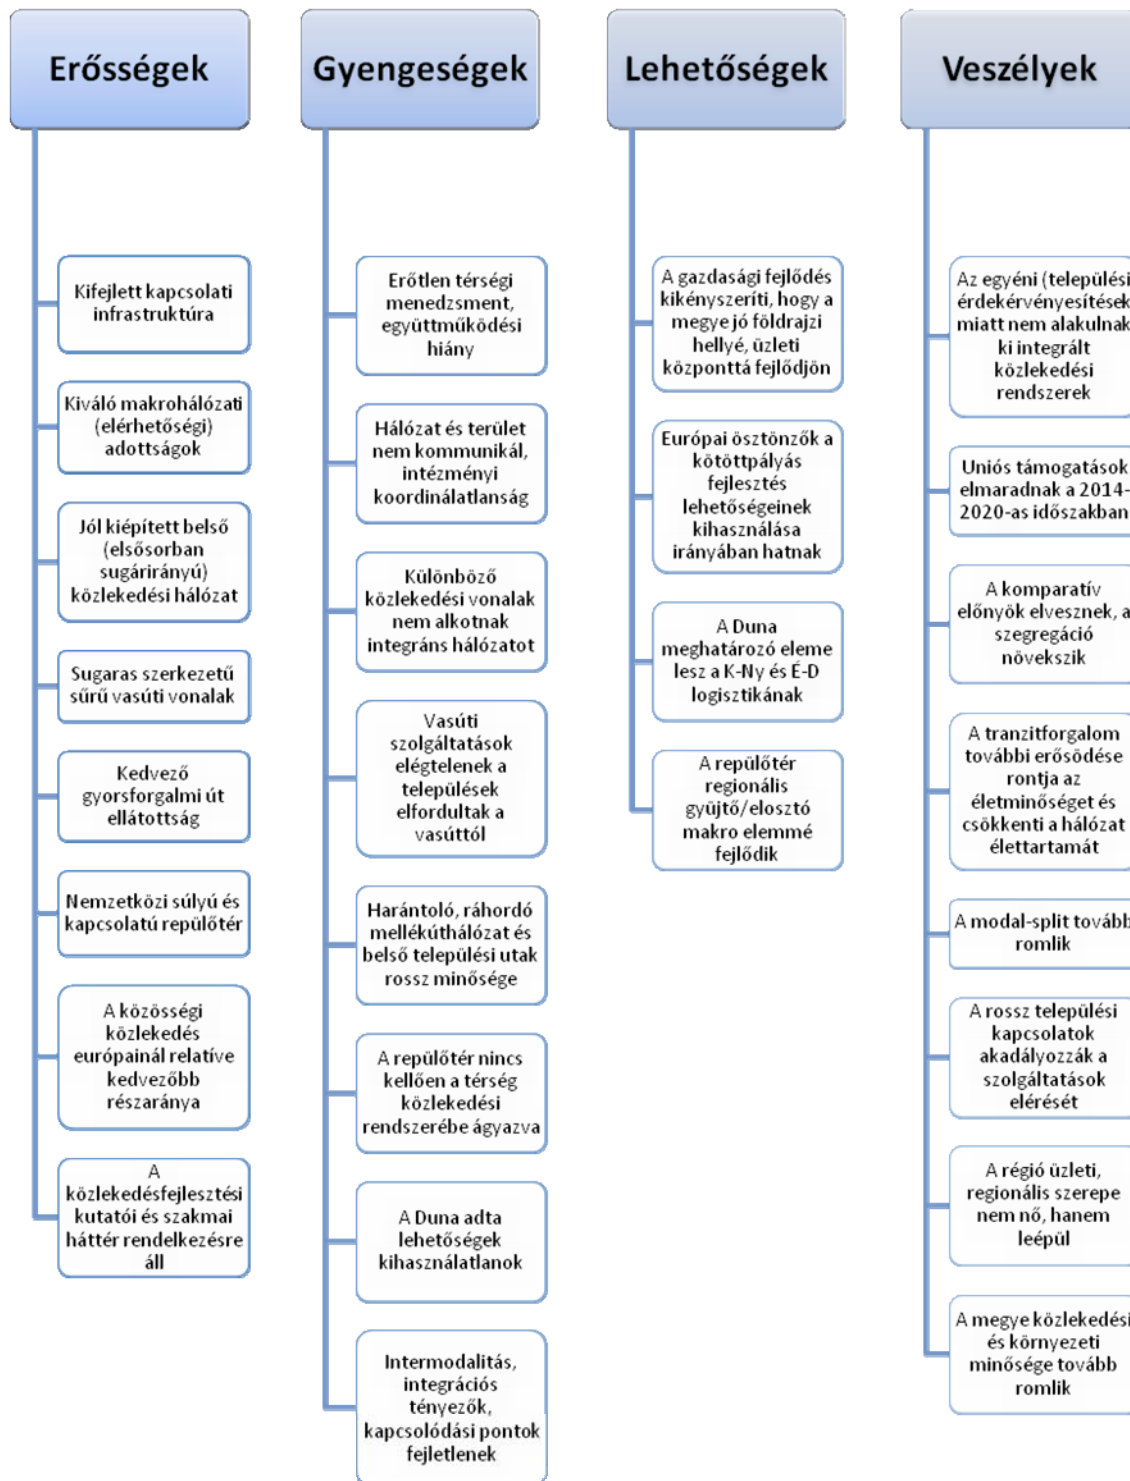 Erősségek
Kifejlett kapcsolati
infrastruktúra
Kiváló makrohálózati
(elérhetőségi)
adottságok
Jól kiépített belső
(elsősorban
sugárirányú)
közlekedési hálózat
Sugaras szerkezetű
sűrű vasúti vonalak
Kedvező
gyorsforgalmi út
ellátottság
Nemzetközi súlyú és
kapcsolatú repülőtér
A közösségi
közlekedés
európainál relatíve
kedvezőbb
részaránya
A
közlekedésfejlesztési
kutatói és szakmai
háttér rendelkezésre
áll
Gyengeségek
Erőtlen térségi
menedzsment,
együttműködési
hiány
Hálózat és terület
nem kommunikál,
intézményi
koordinálatlanság
Különböző
közlekedési vonalak
nem alkotnak
integráns hálózatot
Vasúti
szolgáltatások
elégtelenek a
települések
elfordultak a
vasúttól
Harántoló, ráhordó
mellékúthálózat és
belső települési utak
rossz minősége
A repülőtér nincs
kellően a térség
közlekedési
rendszerébe ágyazva
A Duna adta
lehetőségek
kihasználatlanok
Intermodalitás,
integrációs
tényezők,
kapcsolódási pontok
fejletlenek
Lehetőségek
A gazdasági fejlődés
kikényszeríti, hogy a
megye jó földrajzi
hellyé, üzleti
központtá fejlődjön
Európai ösztönzők a
kötöttpályás
fejlesztés
lehetőségeinek
kihasználása
irányában hatnak
A Duna
meghatározó eleme
lesz a K-Ny és É-D
logisztikának
A repülőtér
regionális
gyüjtő/elosztó
makro elemmé
fejlődik
Veszélyek
Az egyéni (települési
érdekérvényesítések
miatt nem alakulnak
ki integrált
közlekedési
rendszerek
Uniós támogatások
elmaradnak a 2014-
2020-as időszakban
A komparatív
előnyök elvesznek, a
szegregáció
növekszik
A tranzitforgalom
további erősödése
rontja az
életminőséget és
csökkenti a hálózat
élettartamát
A modal-split tovább
romlik
A rossz települési
kapcsolatok
akadályozzák a
szolgáltatások
elérését
A régió üzleti,
regionális szerepe
nem nő, hanem
leépül
A megye közlekedési
és környezeti
minősége tovább
romlik